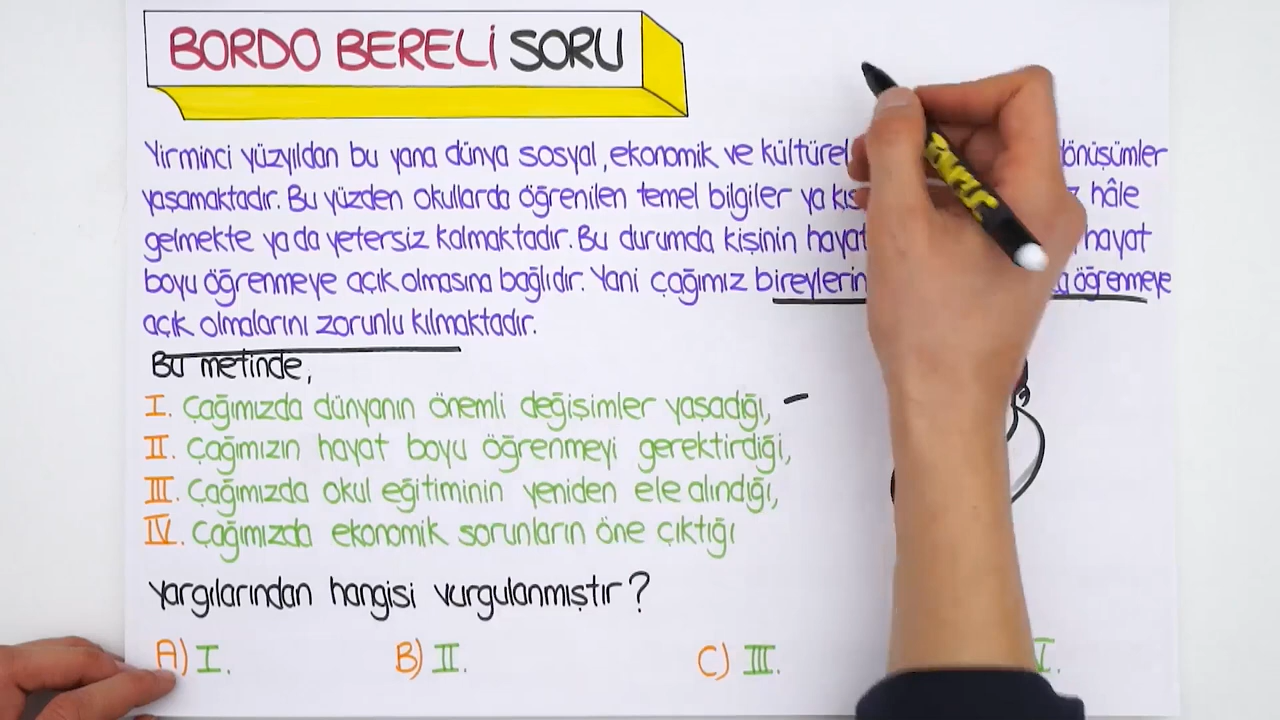 BORDO BERELİ SORU
Yirminci yüzyıldan bu yana dünya sosyal, ekonomik ve kültürel dönüşümler
yaşamaktadır. Bu yüzden okullarda öğrenilen temel bilgiler ya hâle
gelmekte ya da yetersiz kalmaktadır. Bu durumda kişinin hayat
boyu öğrenmeye açık olmasına bağlıdır. Yani çağımız bireylerin öğrenmeye
açık olmalarını zorunlu kılmaktadır.
Bu metinde,
I. Çağımızda dünyanın önemli değişimler yaşadığı,
II. Çağımızın hayat boyu öğrenmeyi gerektirdiği,
III. Çağımızda okul eğitiminin yeniden ele alındığı,
IV. Çağımızda ekonomik sorunların öne çıktığı
yargılarından hangisi vurgulanmıştır?
A) I. B) II. C) III.